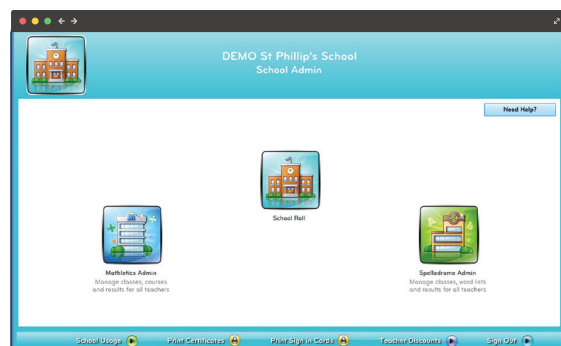 DEMO St Phillip's School
School Admin
Need Help?
School Roll
Mathletics Admin
Manage classes, courses
and results for all teachers
Spellodrome Admin
Manage classes, word lists
and results for all teachers
School Usage
Print Certificates
Print Sign In Cards
Teacher Discounts
Sign Out